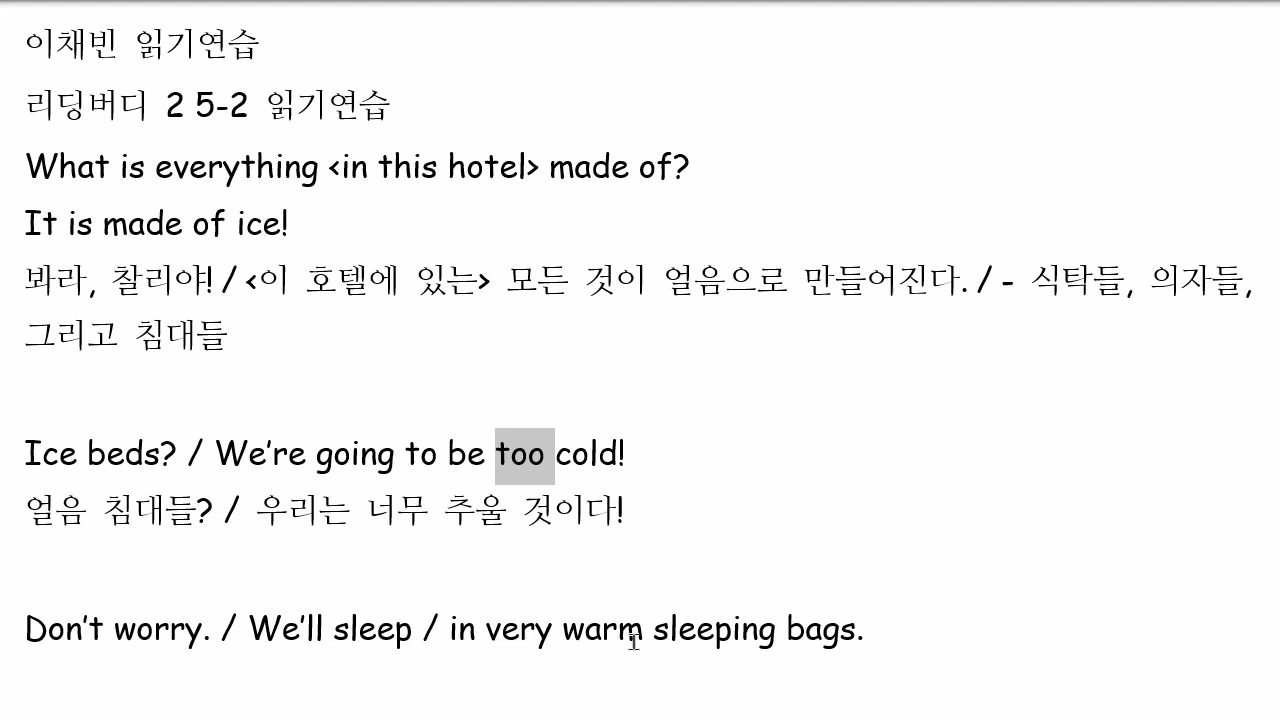 이채빈 읽기연습
리딩버디 2 5-2 읽기연습
What is everything <in this hotel> made of?
It is made of ice!
봐라, 찰리야! / <이 호텔에 있는> 모든 것이 얼음으로 만들어진다. / - 식탁들, 의자들,
그리고 침대들
Ice beds? / We’re going to be too cold!
얼음 침대들? / 우리는 너무 추울 것이다!
Don’t worry. / We’ll sleep / in very warm sleeping bags.